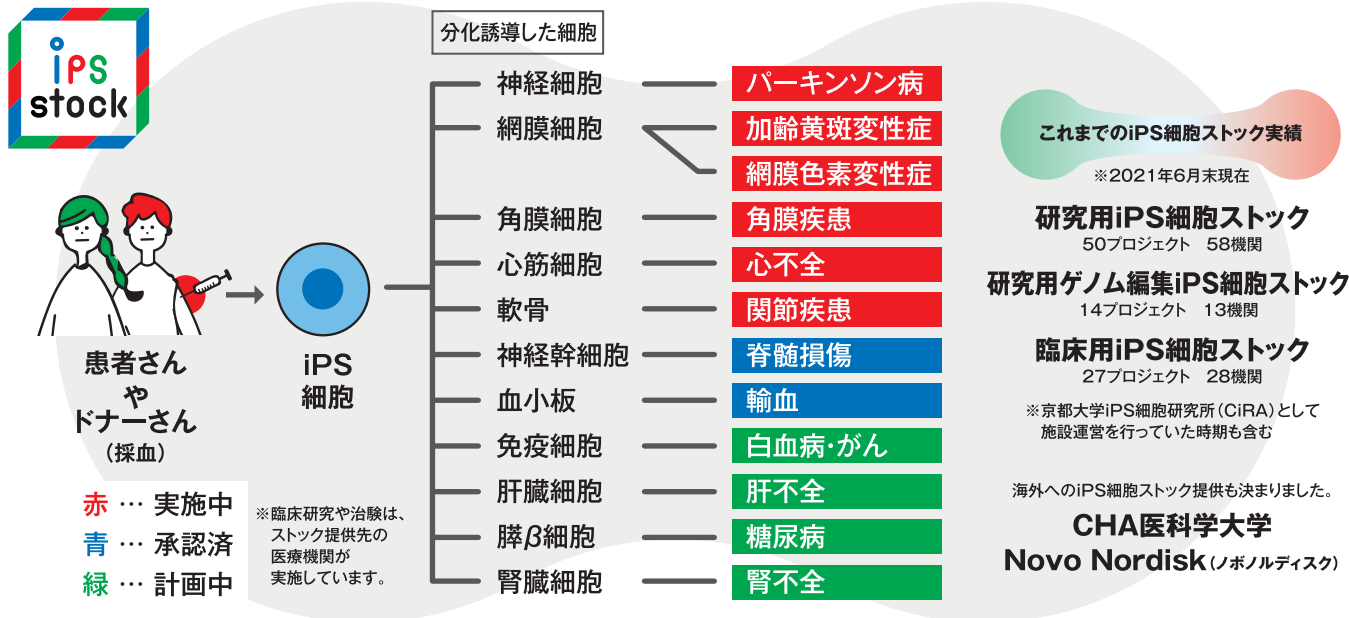 iPS
stock
分化誘導した細胞
神経細胞
パーキンソン病
網膜細胞
加齢黄斑変性症
網膜色素変性症
角膜細胞
角膜疾患
心筋細胞
心不全
軟骨
関節疾患
神経幹細胞
脊髄損傷
血小板
輸血
免疫細胞
白血病・がん
肝臓細胞
肝不全
膵β細胞
糖尿病
腎臓細胞
腎不全
患者さん
や
ドナーさん
（採血）
iPS
細胞
赤 … 実施中
青 … 承認済
緑 … 計画中
※臨床研究や治験は、
ストック提供先の
医療機関が
実施しています。
これまでのiPS細胞ストック実績
※2021年6月末現在
研究用iPS細胞ストック
50プロジェクト　58機関
研究用ゲノム編集iPS細胞ストック
14プロジェクト　13機関
臨床用iPS細胞ストック
27プロジェクト　28機関
※京都大学iPS細胞研究所（CiRA）として
施設運営を行っていた時期も含む
海外へのiPS細胞ストック提供も決まりました。
CHA医科学大学
Novo Nordisk（ノボノルディスク）